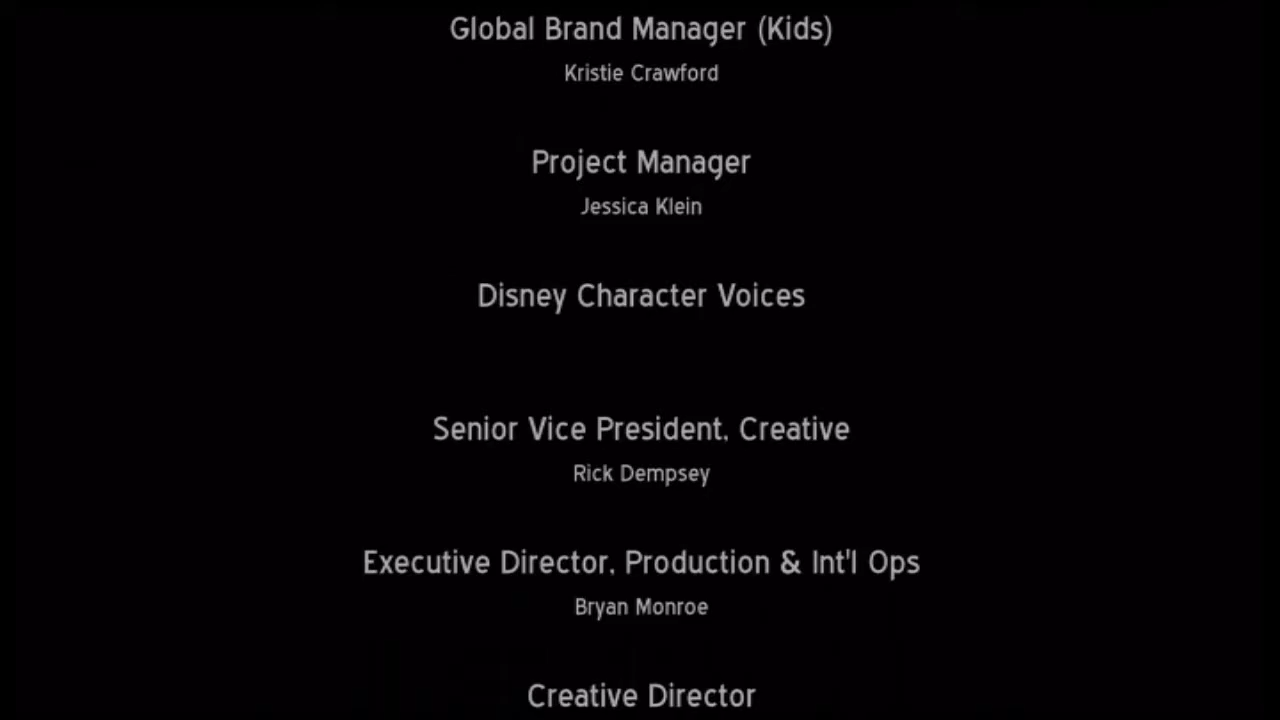 Global Brand Manager (Kids)
Kristie Crawford
Project Manager
Jessica Klein
Disney Character Voices
Senior Vice President, Creative
Rick Dempsey
Executive Director, Production & Int'l Ops
Bryan Monroe
Creative Director